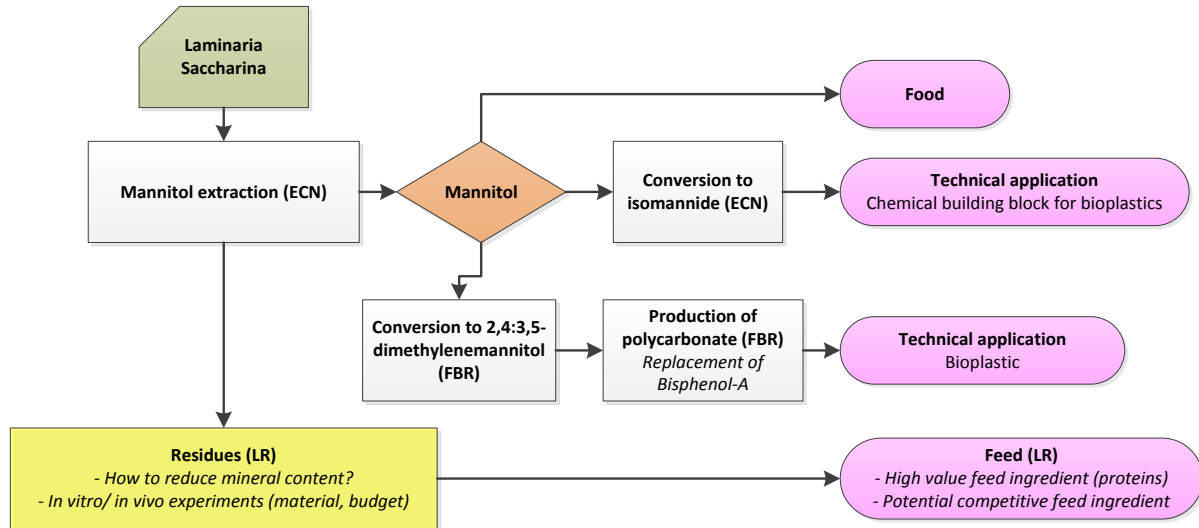 Laminaria
Saccharina
Food
Mannitol extraction (ECN)
Mannitol
Conversion to
isomannide (ECN)
Technical application
Chemical building block for bioplastics
Conversion to 2,4:3,5-
dimethylenemannitol
(FBR)
Production of
polycarbonate (FBR)
Replacement of
Bisphenol-A
Technical application
Bioplastic
Residues (LR)
- How to reduce mineral content?
- In vitro/ in vivo experiments (material, budget)
Feed (LR)
- High value feed ingredient (proteins)
- Potential competitive feed ingredient